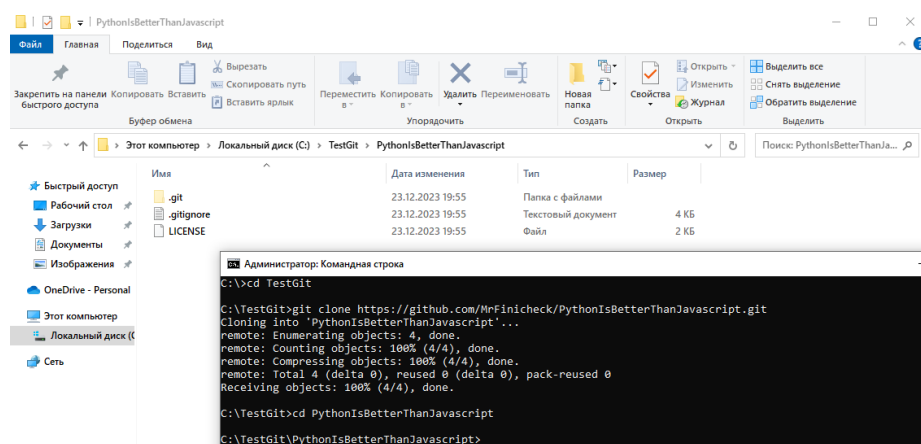 PythonIsBetterThanJavascript
Файл Главная Поделиться Вид
Закрепить на панели быстрого доступа
Копировать
Вставить
Вырезать
Скопировать путь
Вставить ярлык
Буфер обмена
Переместить в
Копировать в
Удалить
Переименовать
Упорядочить
Новая папка
Создать
Свойства
Открыть
Изменить
Журнал
Открыть
Выделить все
Снять выделение
Обратить выделение
Выделить
Этот компьютер > Локальный диск (C:) > TestGit > PythonIsBetterThanJavascript
Поиск: PythonIsBetterThanJa...
Имя Дата изменения Тип Размер
.git 23.12.2023 19:55 Папка с файлами
.gitignore 23.12.2023 19:55 Текстовый документ 4 КБ
LICENSE 23.12.2023 19:55 Файл 2 КБ
Быстрый доступ
Рабочий стол
Загрузки
Документы
Изображения
OneDrive - Personal
Этот компьютер
Локальный диск (C
Сеть
Администратор: Командная строка
C:\>cd TestGit
C:\TestGit>git clone https://github.com/MrFinicheck/PythonIsBetterThanJavascript.git
Cloning into 'PythonIsBetterThanJavascript'...
remote: Enumerating objects: 4, done.
remote: Counting objects: 100% (4/4), done.
remote: Compressing objects: 100% (4/4), done.
remote: Total 4 (delta 0), reused 0 (delta 0), pack-reused 0
Receiving objects: 100% (4/4), done.
C:\TestGit>cd PythonIsBetterThanJavascript
C:\TestGit\PythonIsBetterThanJavascript>